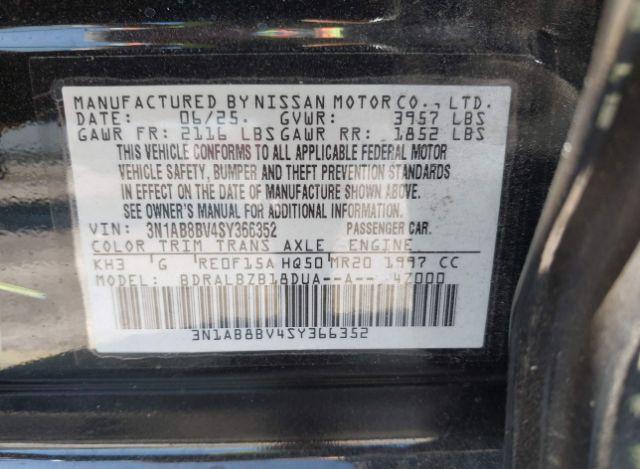 MANUFACTURED BY NISSAN MOTOR CO., LTD.
DATE: 06/25. GVWR: 3957 LBS
GAWR FR: 2116 LBS GAWR RR: 1852 LBS
THIS VEHICLE CONFORMS TO ALL APPLICABLE FEDERAL MOTOR
VEHICLE SAFETY, BUMPER AND THEFT PREVENTION STANDARDS
IN EFFECT ON THE DATE OF MANUFACTURE SHOWN ABOVE.
SEE OWNER'S MANUAL FOR ADDITIONAL INFORMATION.
VIN: 3N1AB8BV4SY366352 PASSENGER CAR.
COLOR TRIM TRANS AXLE ENGINE
KH3 G RE0F15A HQ50 MR20 1997 CC
MODEL: BDRALBZB18DUA--A-- 4Z000
3N1AB8BV4SY366352